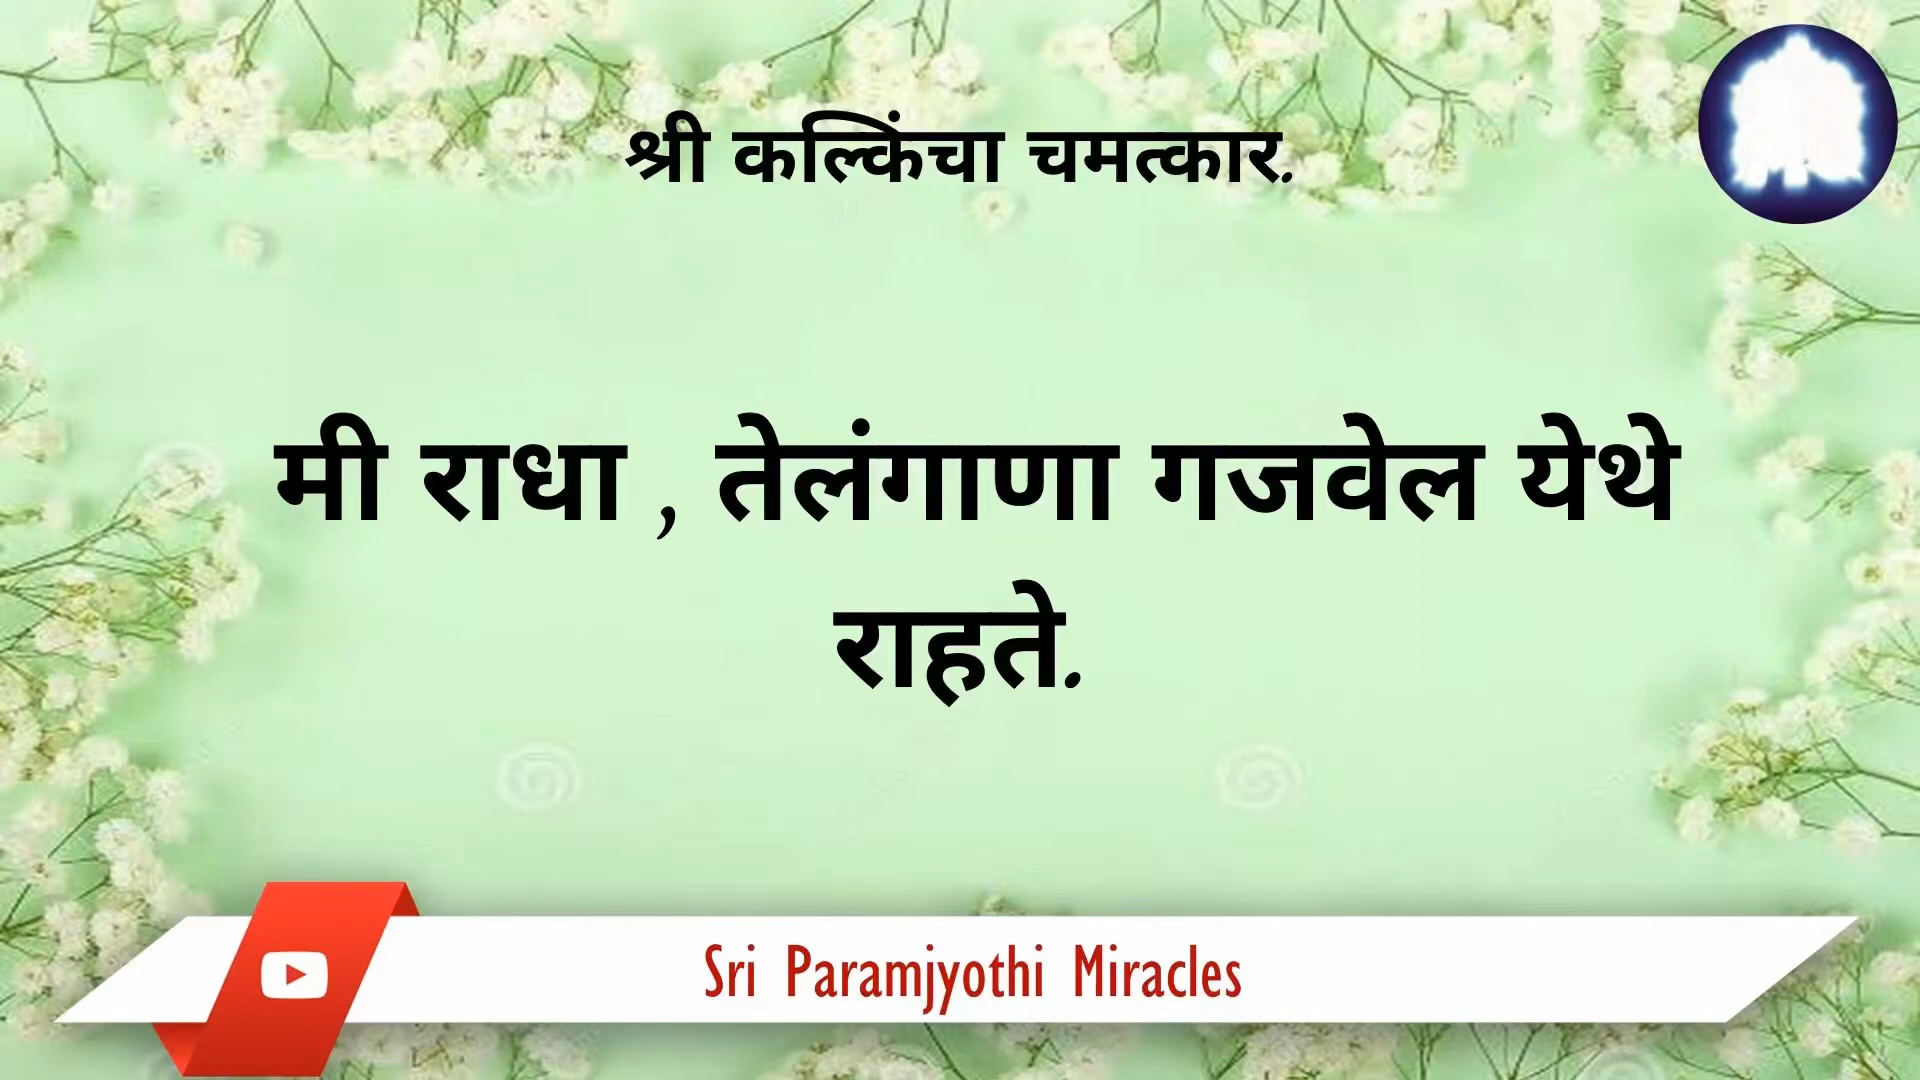 श्री कल्किंचा चमत्कार.
मी राधा , तेलंगाणा गजवेल येथे
राहते.
Sri Paramjyothi Miracles